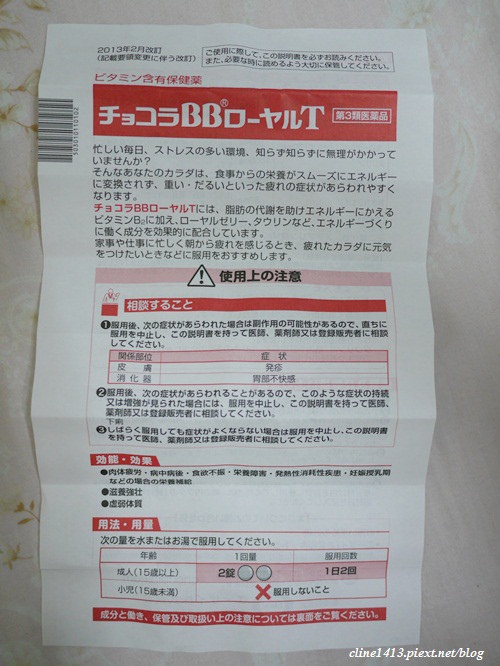 2013年2月改訂
(記載要領変更に伴う改訂)
ご使用に際して、この説明書を必ずお読みください。
また、必要な時に読めるよう大切に保管してください。
ビタミン含有保健薬
チョコラBB®ローヤルT 第3類医薬品
503010110102
忙しい毎日、ストレスの多い環境、知らず知らずに無理がかかって
いませんか?
そんなあなたのカラダは、食事からの栄養がスムーズにエネルギー
に変換されず、重い・だるいといった疲れの症状があらわれやすく
なります。
チョコラBBローヤルTには、脂肪の代謝を助けエネルギーにかえる
ビタミンB₂に加え、ローヤルゼリー、タウリンなど、エネルギーづくり
に働く成分を効果的に配合しています。
家事や仕事に忙しく朝から疲れを感じるとき、疲れたカラダに元気
をつけたいときなどに服用をおすすめします。
使用上の注意
相談すること
❶服用後、次の症状があらわれた場合は副作用の可能性があるので、直ちに
服用を中止し、この説明書を持って医師、薬剤師又は登録販売者に相談
してください。
関係部位 症状
皮膚 発疹
消化器 胃部不快感
❷服用後、次の症状があらわれることがあるので、このような症状の持続
又は増強が見られた場合には、服用を中止し、この説明書を持って医師、
薬剤師又は登録販売者に相談してください。
下痢
❸しばらく服用しても症状がよくならない場合は服用を中止し、この説明書
を持って医師、薬剤師又は登録販売者に相談してください。
効能・効果
●肉体疲労・病中病後・食欲不振・栄養障害・発熱性消耗性疾患・妊娠授乳期
などの場合の栄養補給
●滋養強壮
●虚弱体質
用法・用量
次の量を水またはお湯で服用してください。
年齢 1回量 服用回数
成人(15歳以上) 2錠 1日2回
小児(15歳未満) 服用しないこと
成分と働き、保管及び取扱い上の注意については裏面をご覧ください。
cline1413.piext.net/blog